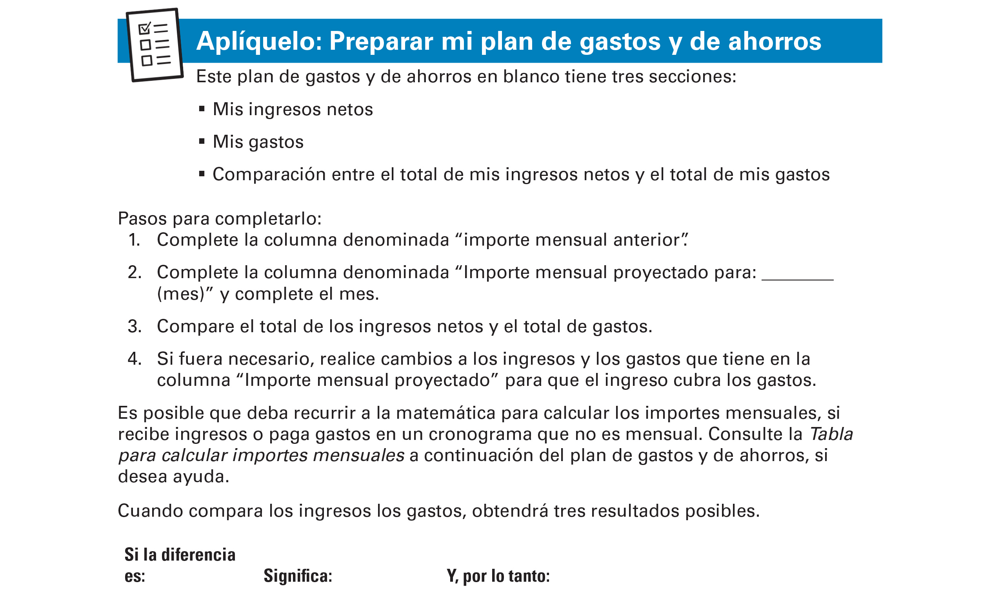 Aplíquelo: Preparar mi plan de gastos y de ahorros
Este plan de gastos y de ahorros en blanco tiene tres secciones:
▪ Mis ingresos netos
▪ Mis gastos
▪ Comparación entre el total de mis ingresos netos y el total de mis gastos
Pasos para completarlo:
1. Complete la columna denominada “importe mensual anterior”.
2. Complete la columna denominada “Importe mensual proyectado para: ________
(mes)” y complete el mes.
3. Compare el total de los ingresos netos y el total de gastos.
4. Si fuera necesario, realice cambios a los ingresos y los gastos que tiene en la
columna “Importe mensual proyectado” para que el ingreso cubra los gastos.
Es posible que deba recurrir a la matemática para calcular los importes mensuales, si
recibe ingresos o paga gastos en un cronograma que no es mensual. Consulte la Tabla
para calcular importes mensuales a continuación del plan de gastos y de ahorros, si
desea ayuda.
Cuando compara los ingresos los gastos, obtendrá tres resultados posibles.
Si la diferencia
es: Significa: Y, por lo tanto: